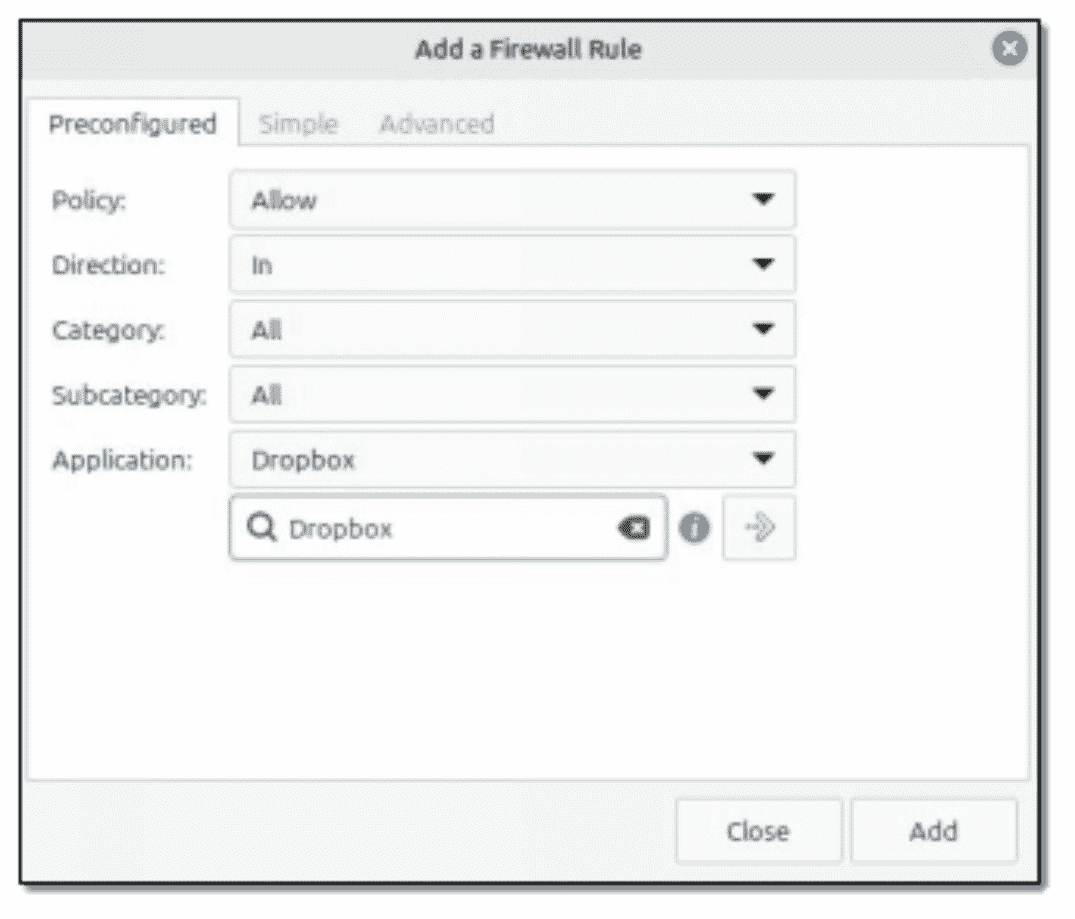 Add a Firewall Rule
Preconfigured Simple Advanced
Policy: Allow
Direction: In
Category: All
Subcategory: All
Application: Dropbox
Dropbox
Close Add